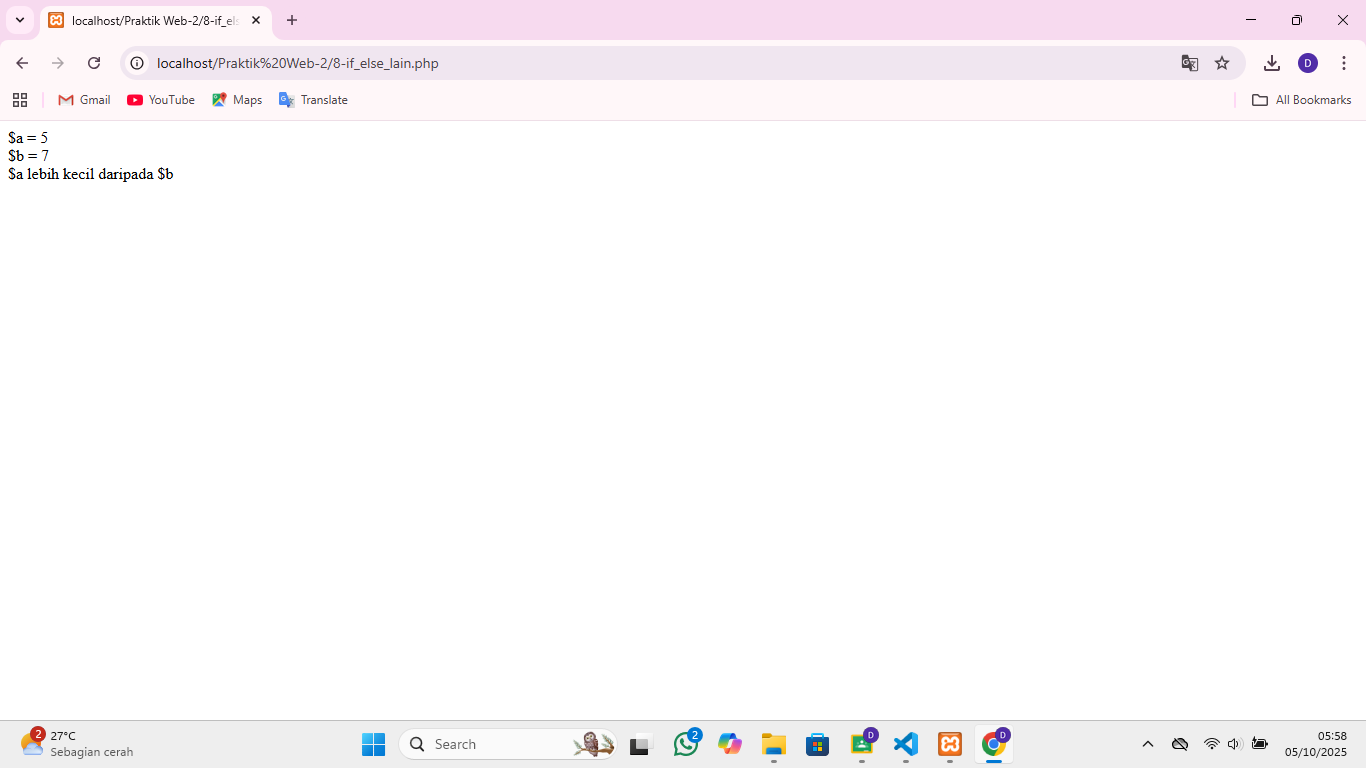 localhost/Praktik Web-2/8-if_els
localhost/Praktik%20Web-2/8-if_else_lain.php
D
Gmail
YouTube
Maps
Translate
All Bookmarks
$a = 5
$b = 7
$a lebih kecil daripada $b
2
27°C
Sebagian cerah
Search
2
D
D
05:58
05/10/2025